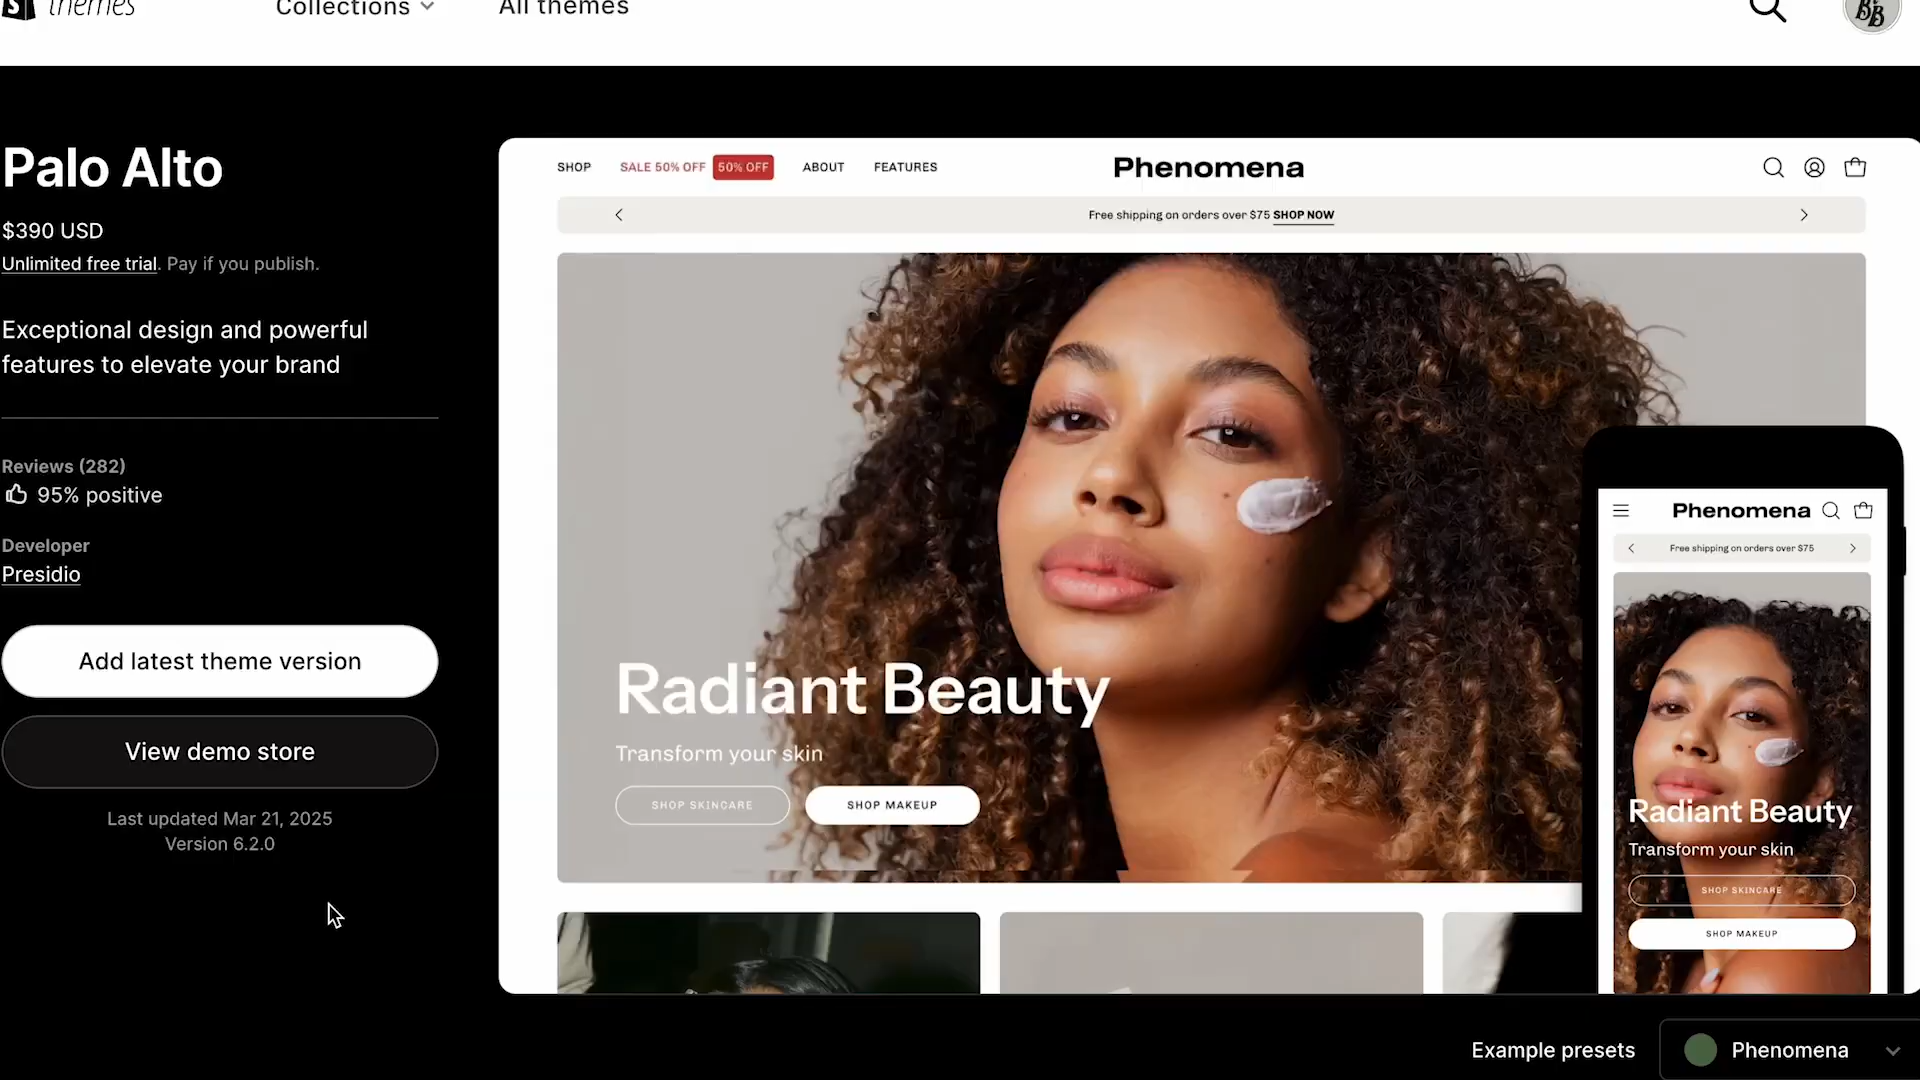 themes
Collections
All themes
BB
Palo Alto
$390 USD
Unlimited free trial. Pay if you publish.
Exceptional design and powerful
features to elevate your brand
Reviews (282)
95% positive
Developer
Presidio
Add latest theme version
View demo store
Last updated Mar 21, 2025
Version 6.2.0
SHOP
SALE 50% OFF
50% OFF
ABOUT
FEATURES
Phenomena
Free shipping on orders over $75 SHOP NOW
Radiant Beauty
Transform your skin
SHOP SKINCARE
SHOP MAKEUP
Phenomena
Free shipping on orders over $75
Radiant Beauty
Transform your skin
SHOP SKINCARE
SHOP MAKEUP
Example presets
Phenomena